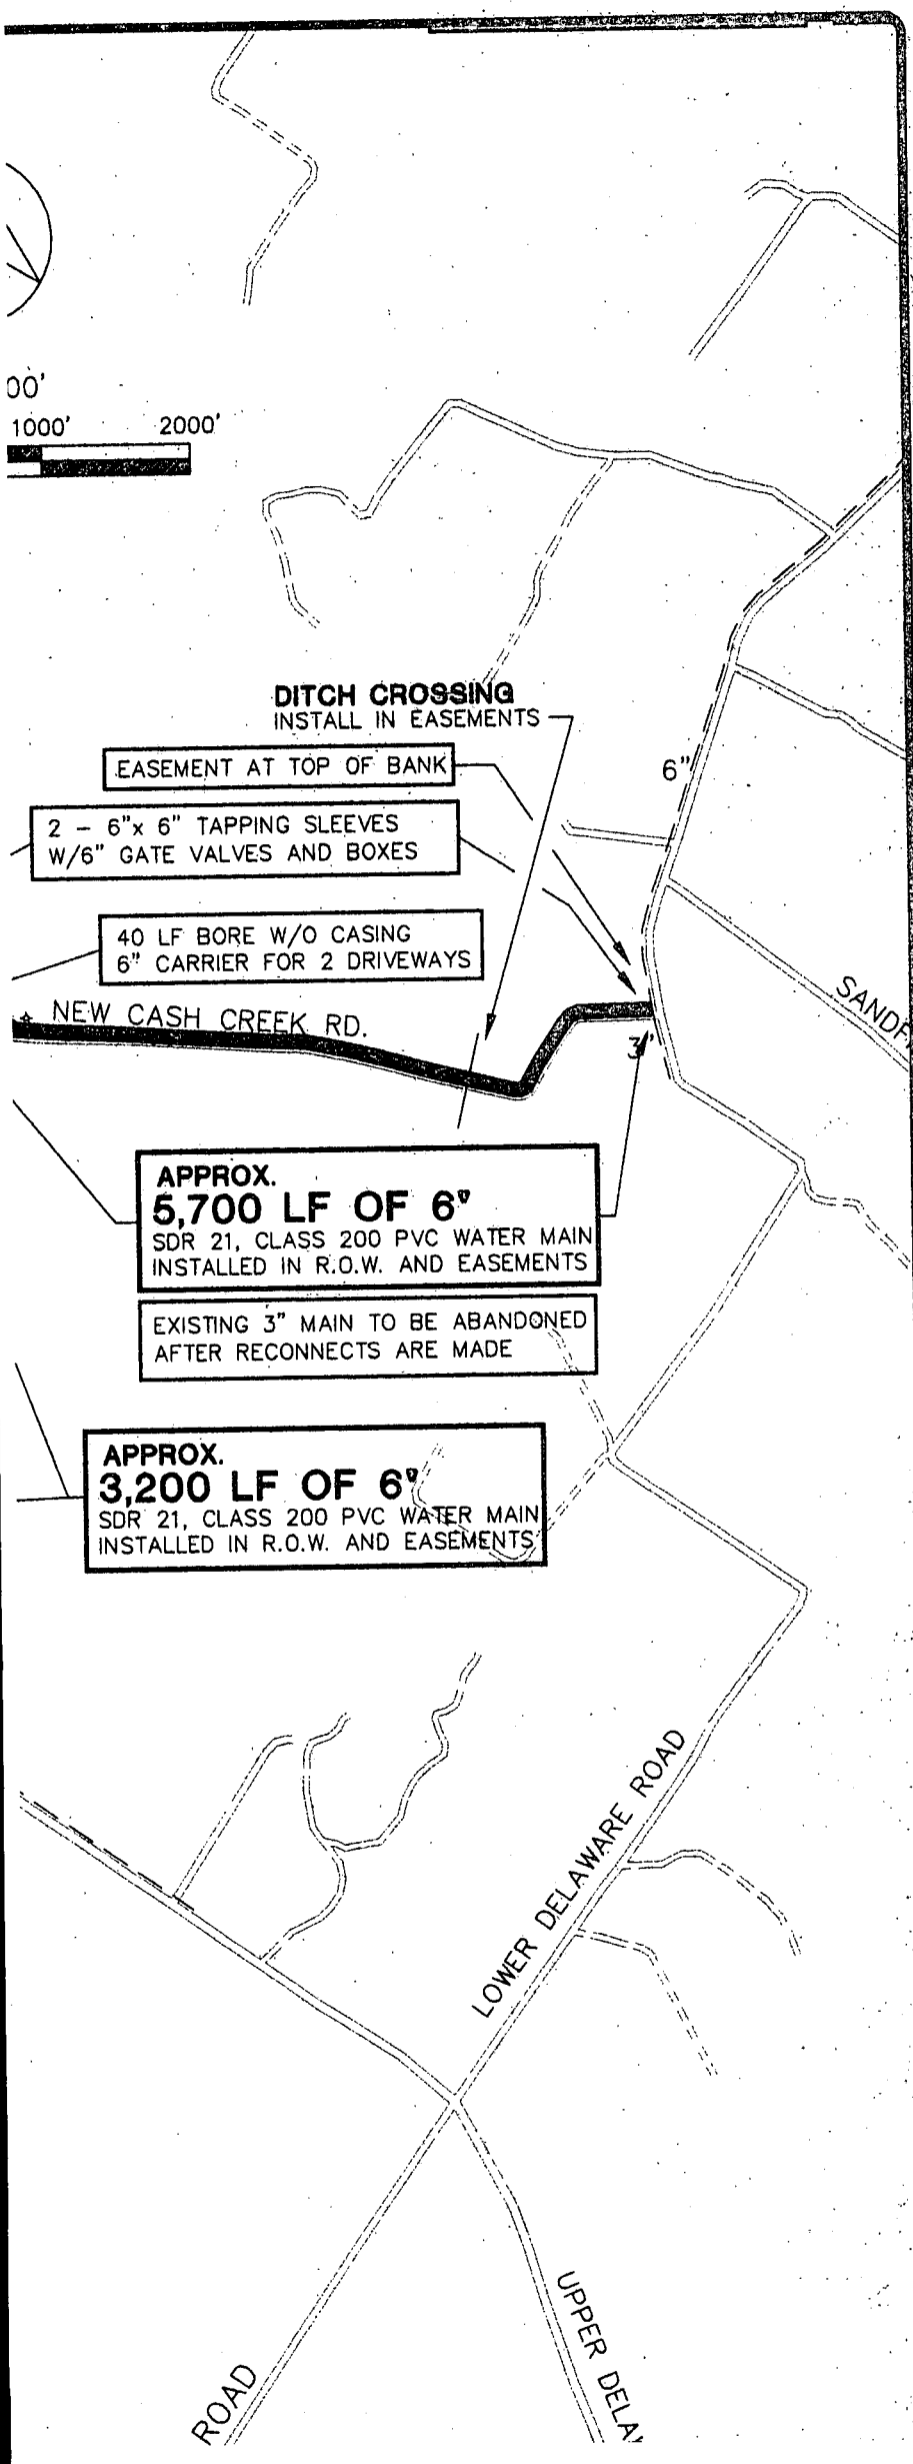 00'
1000' 2000'
DITCH CROSSING
INSTALL IN EASEMENTS
EASEMENT AT TOP OF BANK
6"
2 - 6"x 6" TAPPING SLEEVES
W/6" GATE VALVES AND BOXES
40 LF BORE W/O CASING
6" CARRIER FOR 2 DRIVEWAYS
NEW CASH CREEK RD.
3"
APPROX.
5,700 LF OF 6"
SDR 21, CLASS 200 PVC WATER MAIN
INSTALLED IN R.O.W. AND EASEMENTS
EXISTING 3" MAIN TO BE ABANDONED
AFTER RECONNECTS ARE MADE
APPROX.
3,200 LF OF 6"
SDR 21, CLASS 200 PVC WATER MAIN
INSTALLED IN R.O.W. AND EASEMENTS
LOWER DELAWARE ROAD
ROAD
UPPER